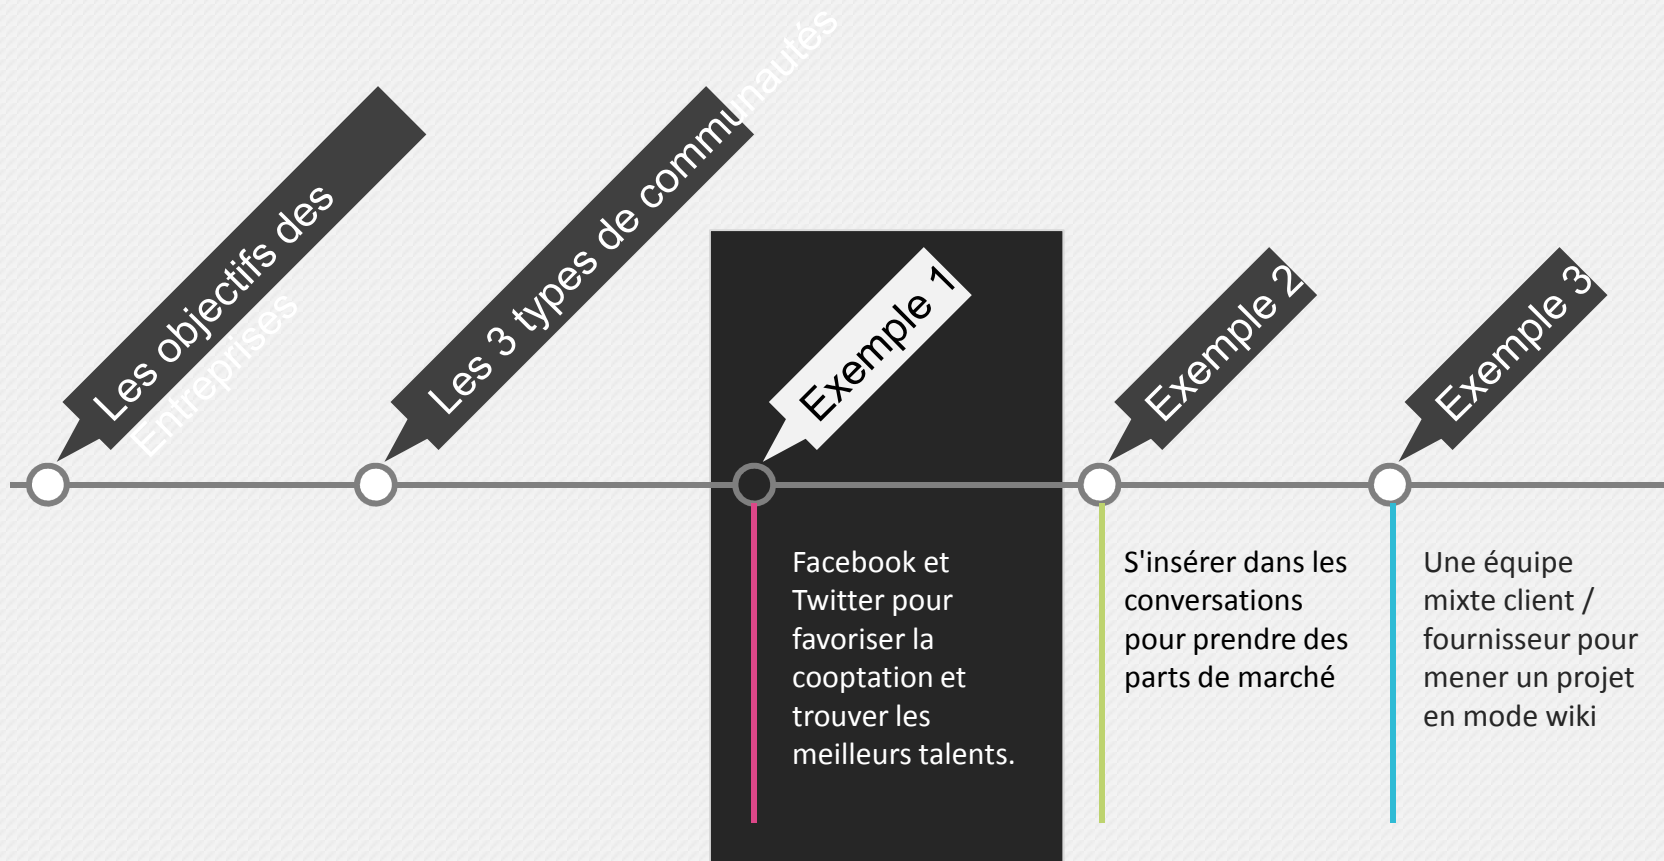 Les objectifs des
Entreprises
Les 3 types de communautés
Exemple 1
Exemple 2
Exemple 3
Facebook et
Twitter pour
favoriser la
cooptation et
trouver les
meilleurs talents.
S'insérer dans les
conversations
pour prendre des
parts de marché
Une équipe
mixte client /
fournisseur pour
mener un projet
en mode wiki